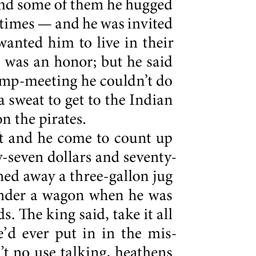 nd some of them he hugged
times — and he was invited
wanted him to live in their
was an honor; but he said
mp-meeting he couldn't do
a sweat to get to the Indian
on the pirates.
t and he come to count up
y-seven dollars and seventy-
hed away a three-gallon jug
nder a wagon when he was
ds. The king said, take it all
e'd ever put in in the mis-
't no use talking, heathens